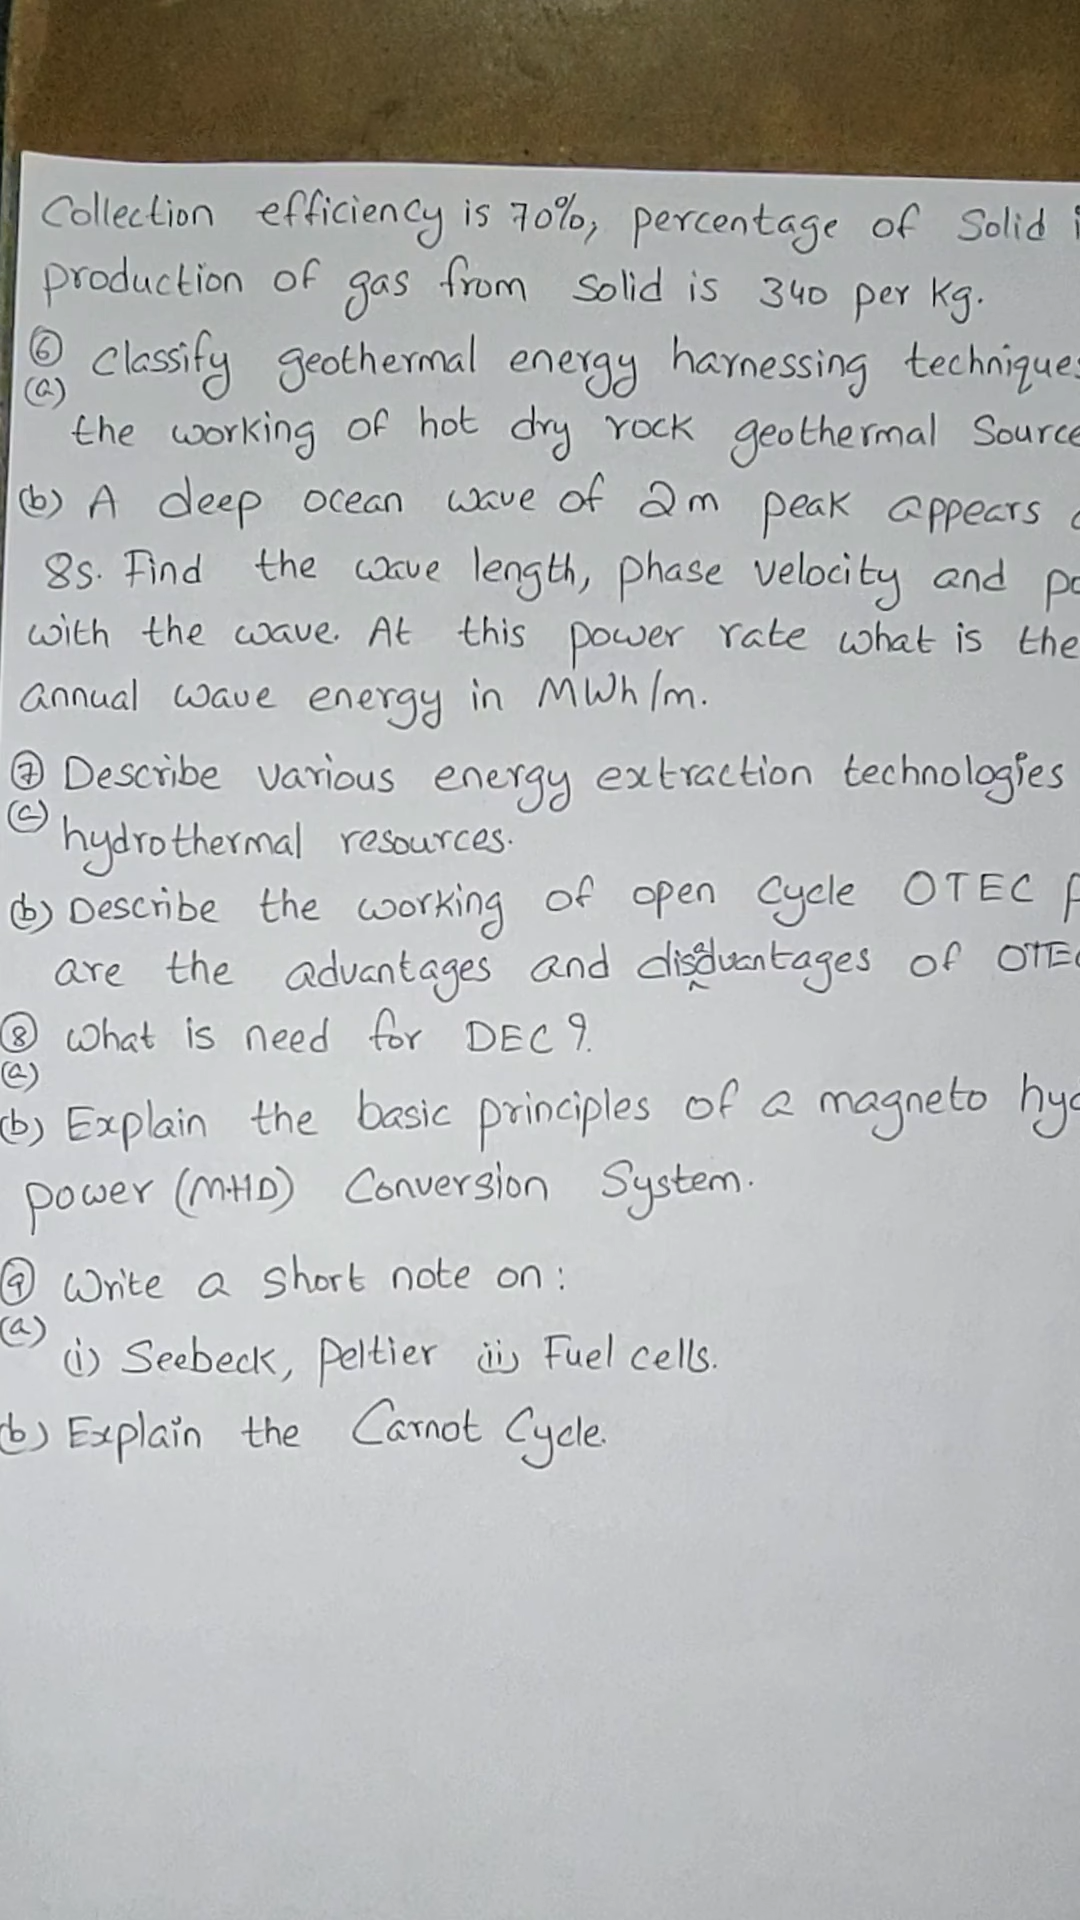 Collection efficiency is 70%, percentage of Solid
production of gas from solid is 340 per kg.
⑥ classify geothermal energy harnessing techniques
(a)
the working of hot dry rock geothermal Source
(b) A deep ocean wave of 2m peak appears
8s. Find the wave length, phase velocity and
with the wave. At this power rate what is the
annual wave energy in MWh/m.
⑦ Describe various energy extraction technologies
(c)
hydrothermal resources.
(b) Describe the working of open cycle OTEC
are the advantages and disadvantages of OTEC
⑧ what is need for DEC ?
(a)
(b) Explain the basic principles of a magneto
power (MHD) Conversion System.
⑨ Write a short note on :
(a)
(i) Seebeck, peltier (ii) Fuel cells.
(b) Explain the Carnot Cycle.